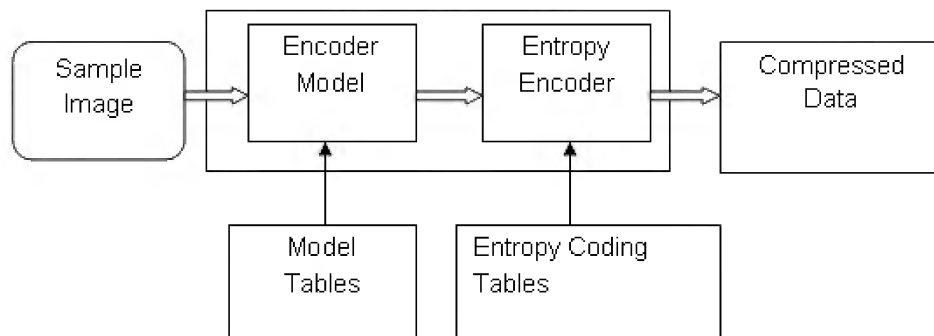 Sample
Image
Encoder
Model
Entropy
Encoder
Compressed
Data
Model
Tables
Entropy Coding
Tables